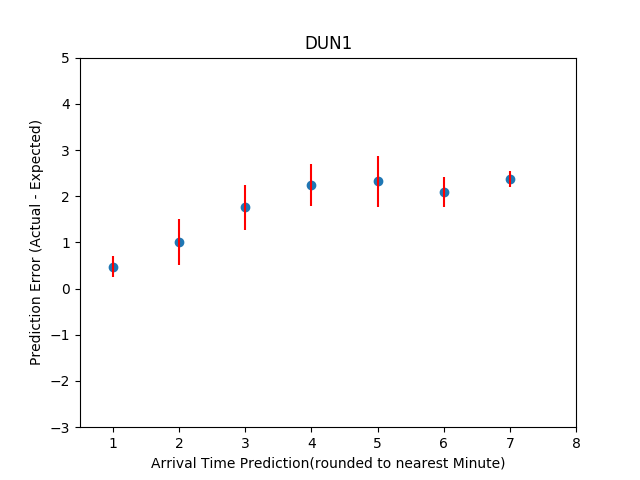 DUN1
5
4
3
2
1
0
−1
−2
−3
Prediction Error (Actual - Expected)
1 2 3 4 5 6 7 8
Arrival Time Prediction(rounded to nearest Minute)